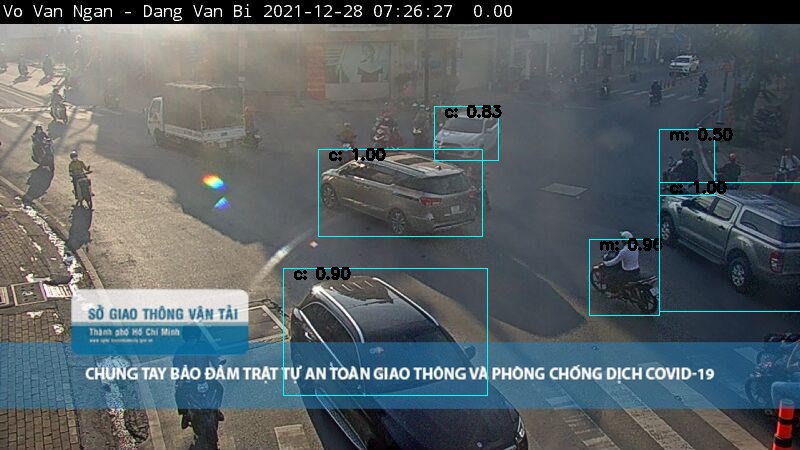 Vo Van Ngan - Dang Van Bi 2021-12-28 07:26:27 0.00
c: 0.83
m: 0.50
c: 1.00
c: 1.00
m: 0.96
c: 0.90
SỞ GIAO THÔNG VẬN TẢI
Thành phố Hồ Chí Minh
CHUNG TAY BẢO ĐẢM TRẬT TỰ AN TOÀN GIAO THÔNG VÀ PHÒNG CHỐNG DỊCH COVID-19